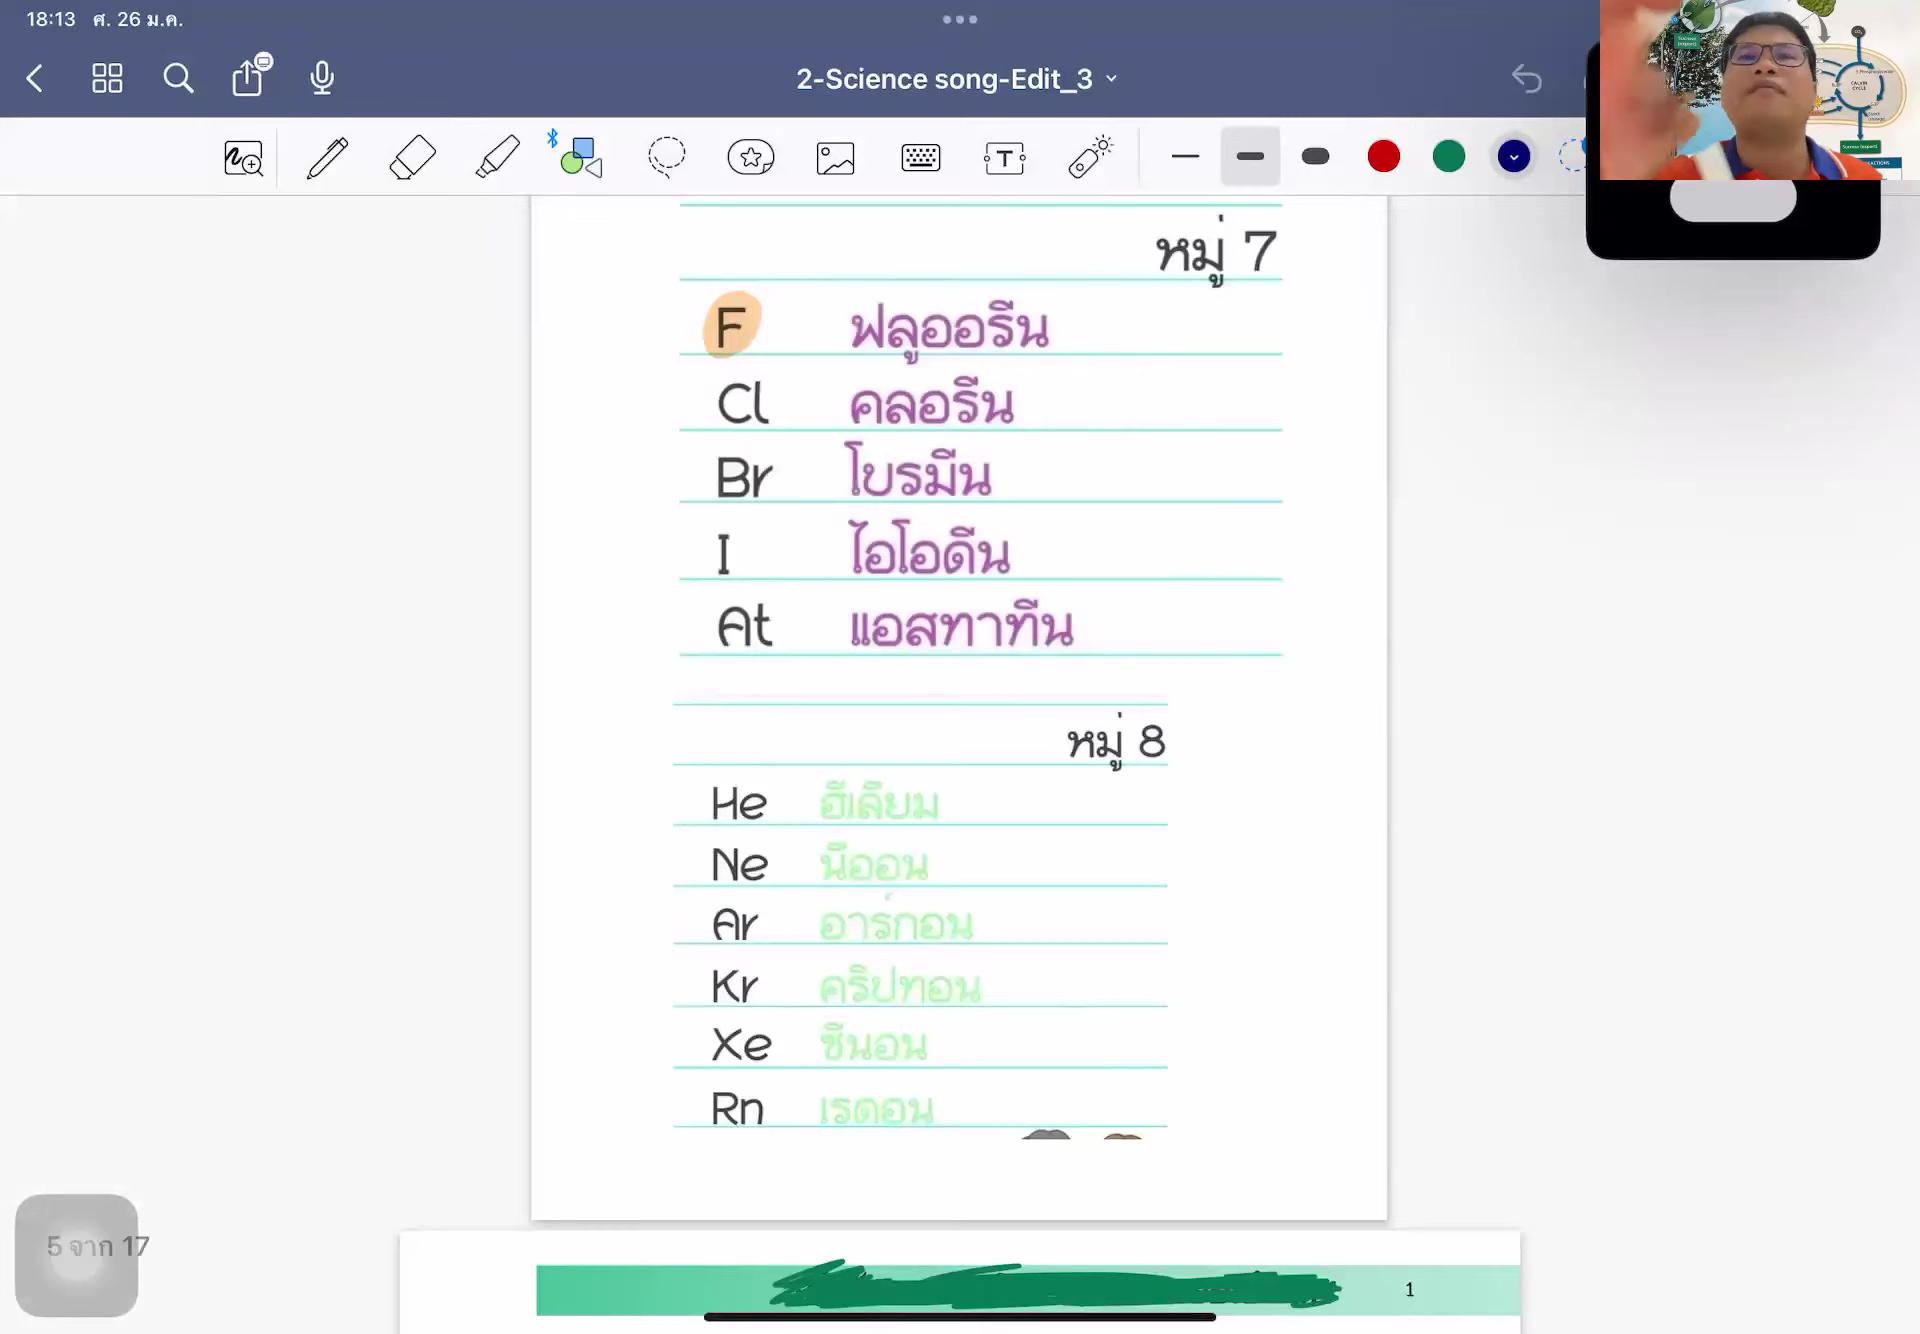 18:13 ศ. 26 ม.ค.
2-Science song-Edit_3
T
หมู่ 7
F ฟลูออรีน
Cl คลอรีน
Br โบรมีน
I ไอโอดีน
At แอสทาทีน
หมู่ 8
He ฮีเลียม
Ne นีออน
Ar อาร์กอน
Kr คริปทอน
Xe ซีนอน
Rn เรดอน
5 จาก 17
1
CALVIN
CYCLE